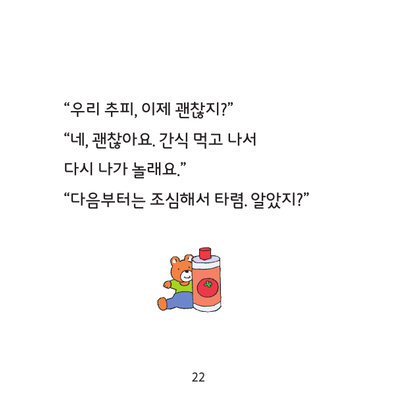 “우리 추피, 이제 괜찮지?”
“네, 괜찮아요. 간식 먹고 나서
다시 나가 놀래요.”
“다음부터는 조심해서 타렴. 알았지?”
22